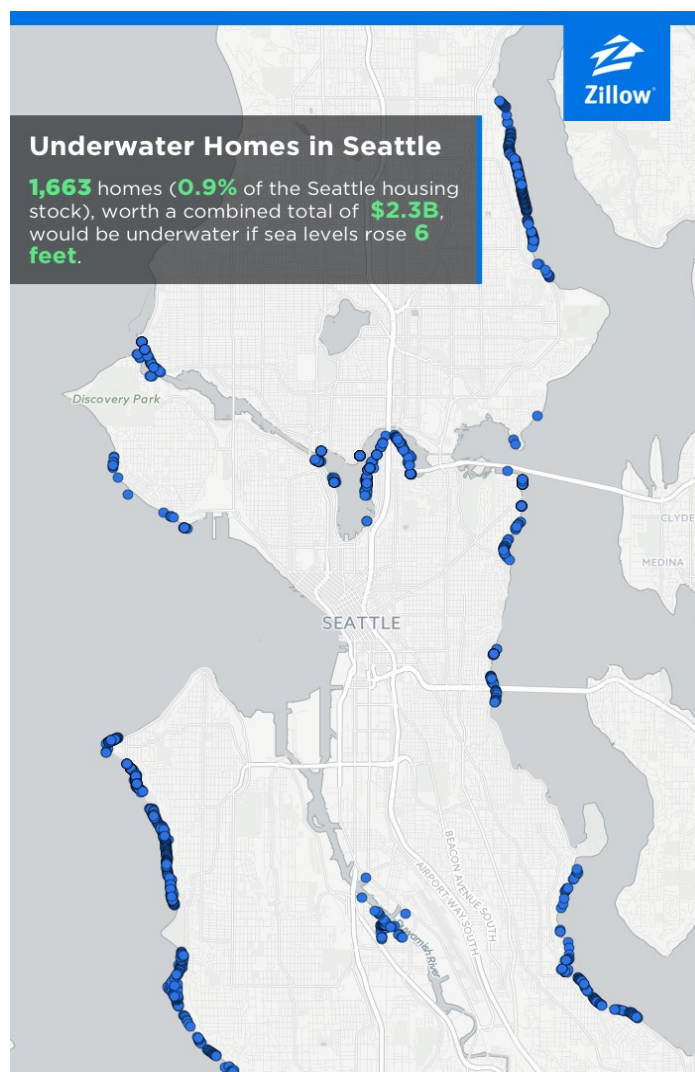 Zillow
Underwater Homes in Seattle
1,663 homes (0.9% of the Seattle housing
stock), worth a combined total of $2.3B,
would be underwater if sea levels rose 6
feet.
Discovery Park
CLYDE
MEDINA
SEATTLE
BEACON AVENUE SOUTH
AIRPORT WAY SOUTH
Duwamish River